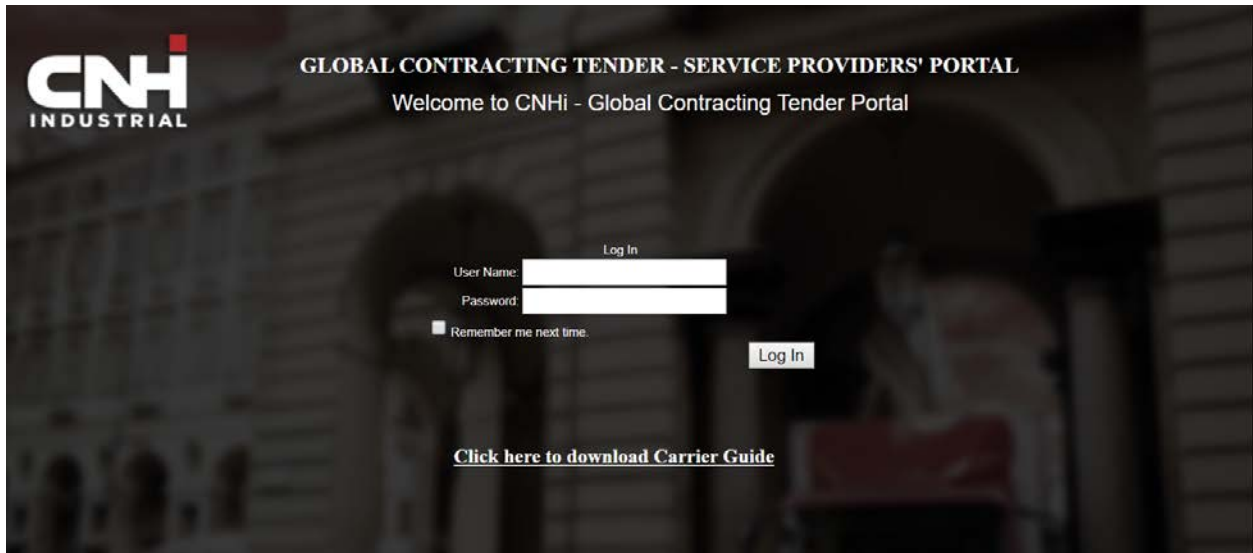 CNH
INDUSTRIAL
GLOBAL CONTRACTING TENDER - SERVICE PROVIDERS' PORTAL
Welcome to CNHi - Global Contracting Tender Portal
Log In
User Name:
Password:
Remember me next time.
Log In
Click here to download Carrier Guide